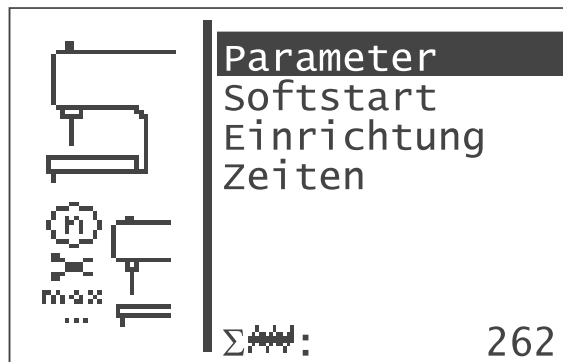 Parameter
Softstart
Einrichtung
Zeiten
n
max
...
Σ : 262